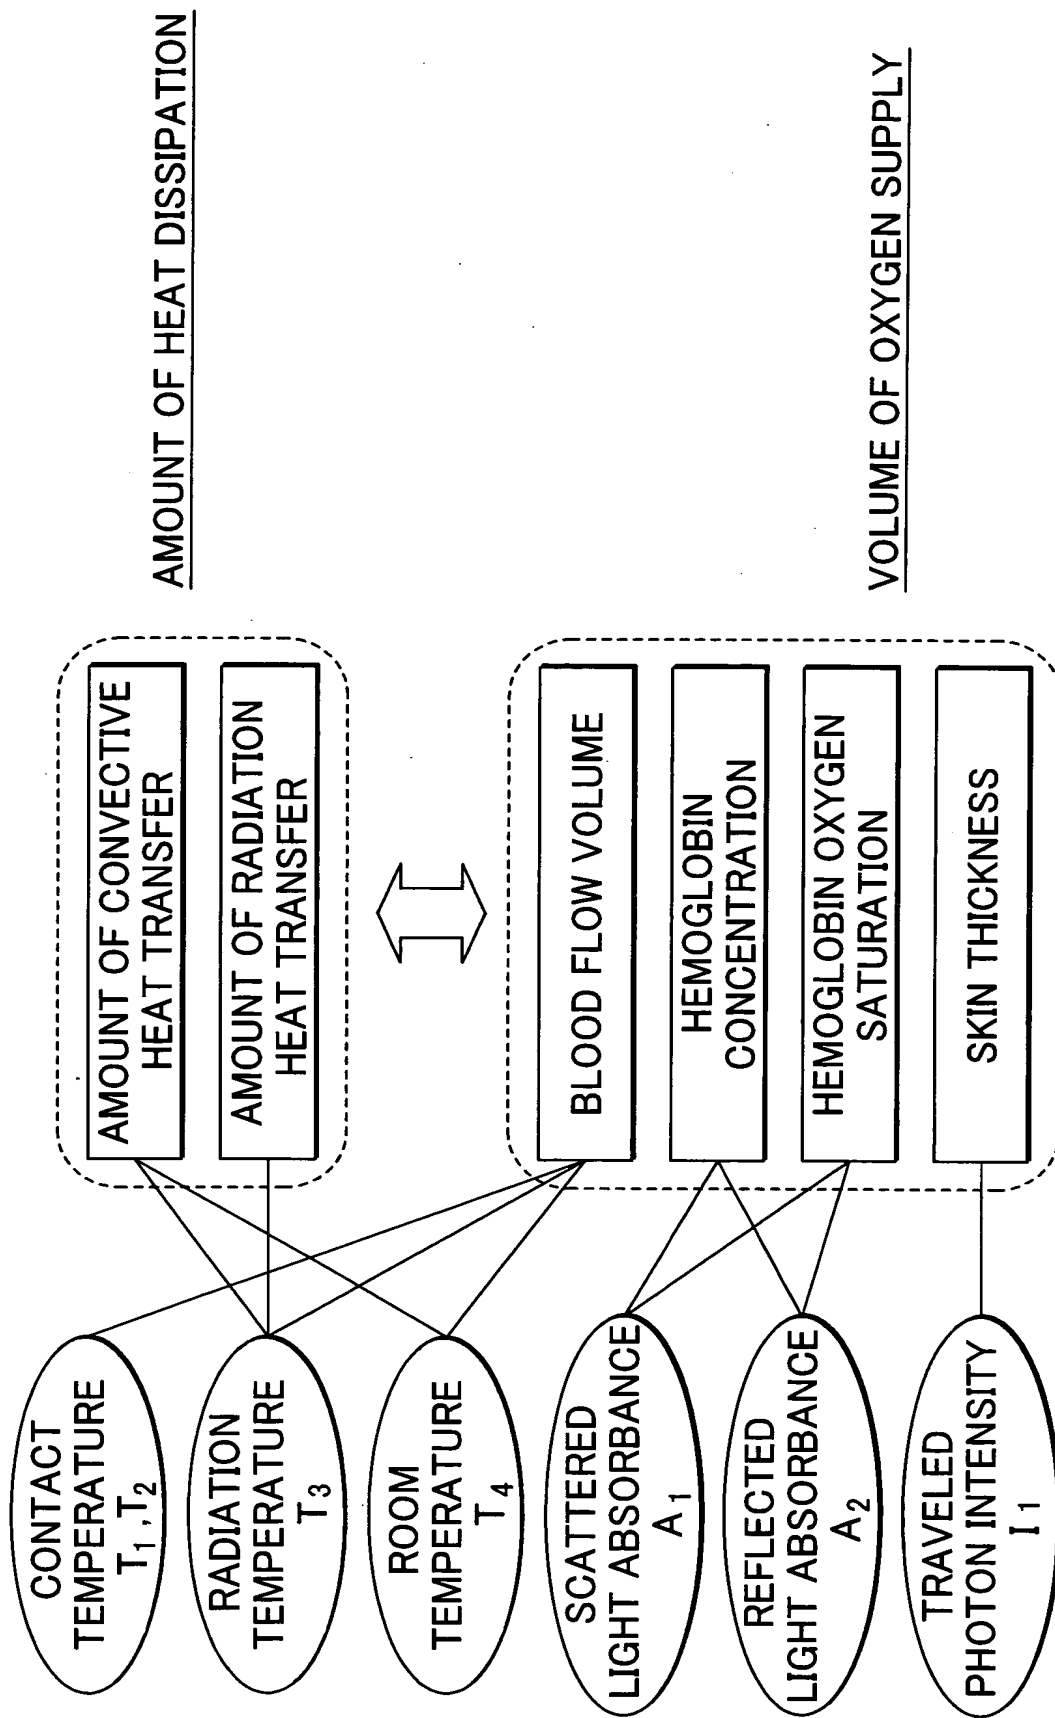 CONTACT
TEMPERATURE
T1,T2
RADIATION
TEMPERATURE
T3
ROOM
TEMPERATURE
T4
SCATTERED
LIGHT ABSORBANCE
A1
REFLECTED
LIGHT ABSORBANCE
A2
TRAVELED
PHOTON INTENSITY
I1
AMOUNT OF CONVECTIVE
HEAT TRANSFER
AMOUNT OF RADIATION
HEAT TRANSFER
BLOOD FLOW VOLUME
HEMOGLOBIN
CONCENTRATION
HEMOGLOBIN OXYGEN
SATURATION
SKIN THICKNESS
AMOUNT OF HEAT DISSIPATION
VOLUME OF OXYGEN SUPPLY